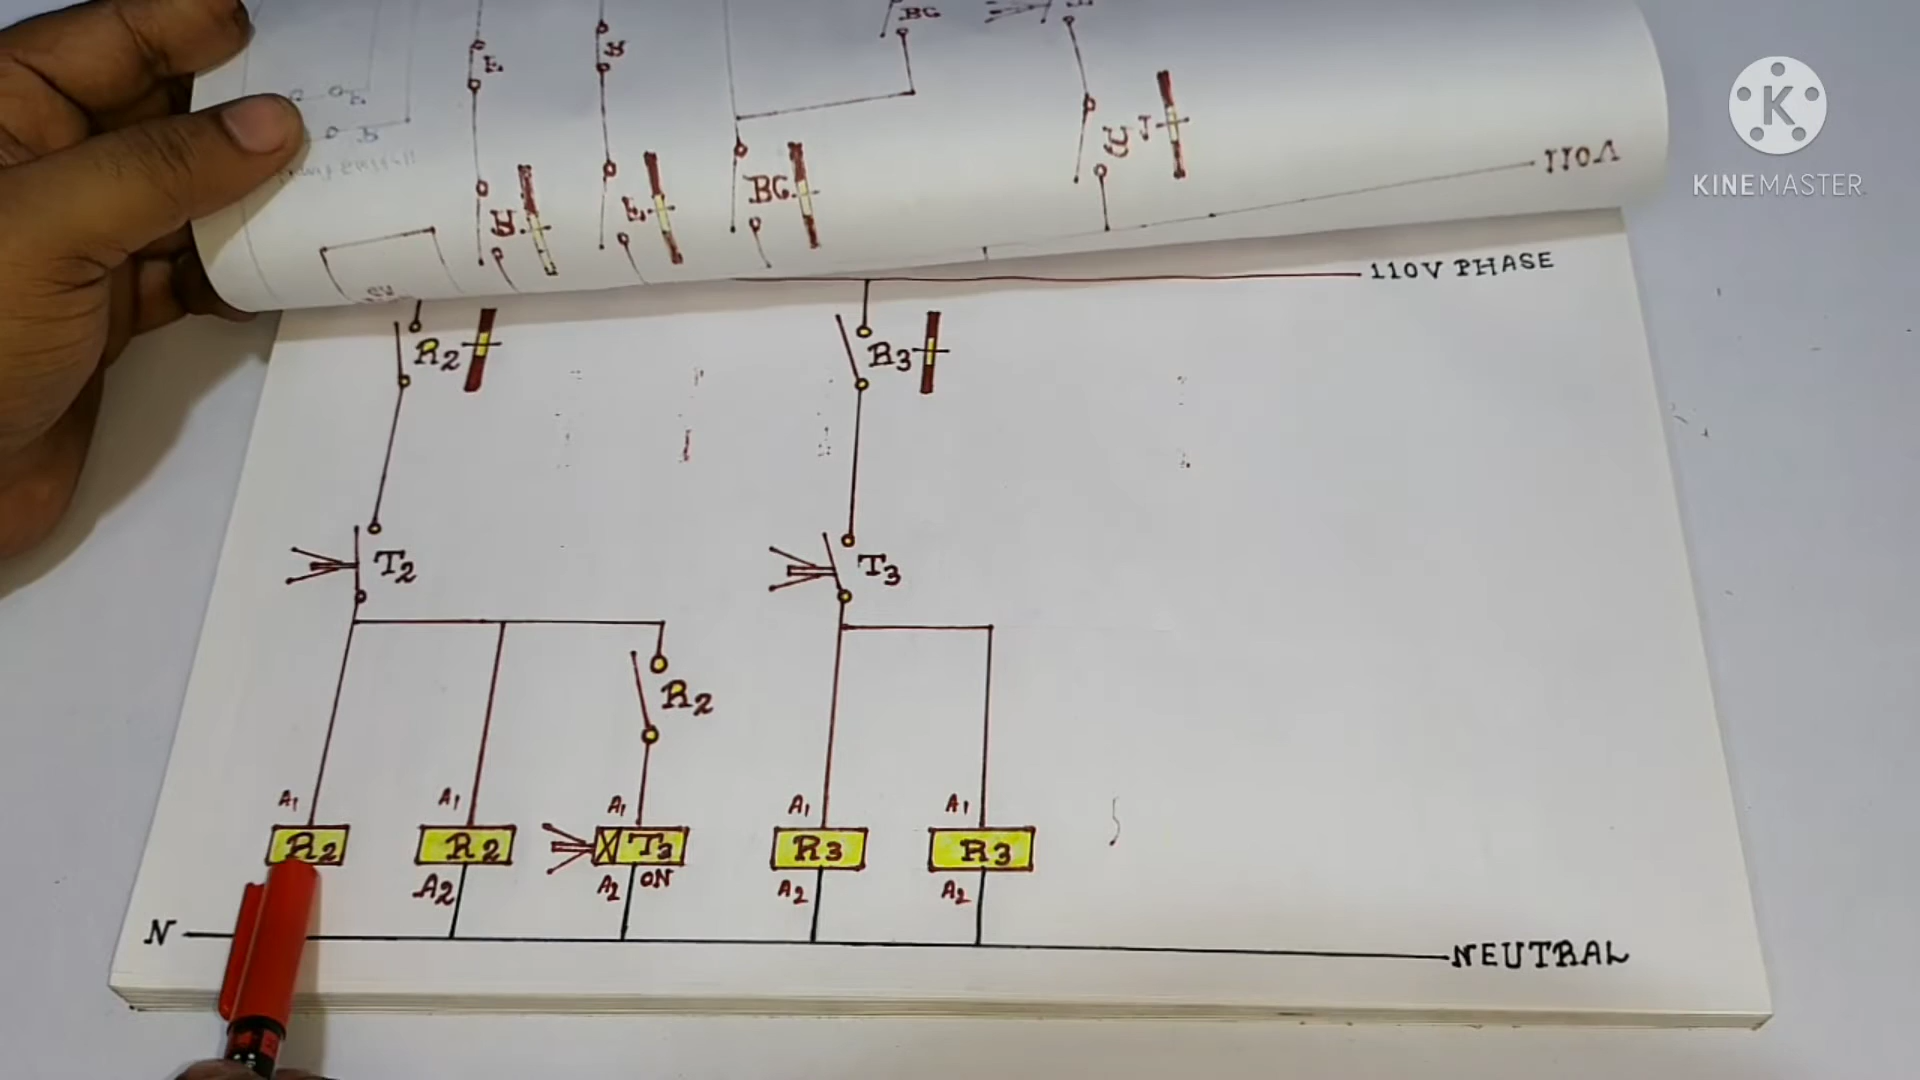 BG
K
KINEMASTER
BG
110V
110V PHASE
R2
R3
T2
T3
R2
A1
A1
A1
A1
A1
R2
R2
T3
R3
R3
A2
A2
ON
A2
A2
N
NEUTRAL